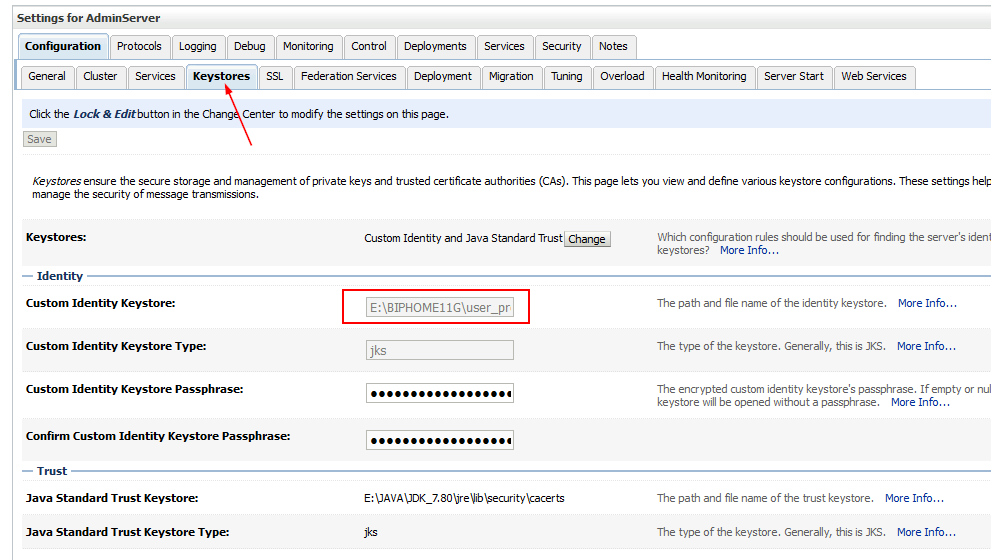 Settings for AdminServer
Configuration Protocols Logging Debug Monitoring Control Deployments Services Security Notes
General Cluster Services Keystores SSL Federation Services Deployment Migration Tuning Overload Health Monitoring Server Start Web Services
Click the Lock & Edit button in the Change Center to modify the settings on this page.
Save
Keystores ensure the secure storage and management of private keys and trusted certificate authorities (CAs). This page lets you view and define various keystore configurations. These settings help
manage the security of message transmissions.
Keystores: Custom Identity and Java Standard Trust Change Which configuration rules should be used for finding the server's ident
keystores? More Info...
Identity
Custom Identity Keystore: E:\BIPHOME11G\user_pr The path and file name of the identity keystore. More Info...
Custom Identity Keystore Type: jks The type of the keystore. Generally, this is JKS. More Info...
Custom Identity Keystore Passphrase: The encrypted custom identity keystore's passphrase. If empty or nu
keystore will be opened without a passphrase. More Info...
Confirm Custom Identity Keystore Passphrase:
Trust
Java Standard Trust Keystore: E:\JAVA\JDK_7.80\jre\lib\security\cacerts The path and file name of the trust keystore. More Info...
Java Standard Trust Keystore Type: jks The type of the keystore. Generally, this is JKS. More Info...